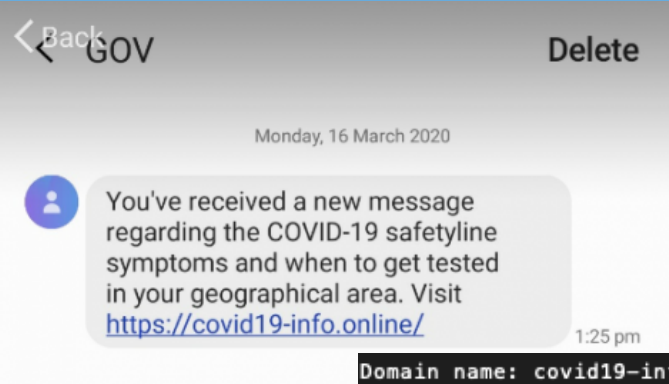 Back
GOV
Delete
Monday, 16 March 2020
You've received a new message
regarding the COVID-19 safetyline
symptoms and when to get tested
in your geographical area. Visit
https://covid19-info.online/
1:25 pm
Domain name: covid19-in